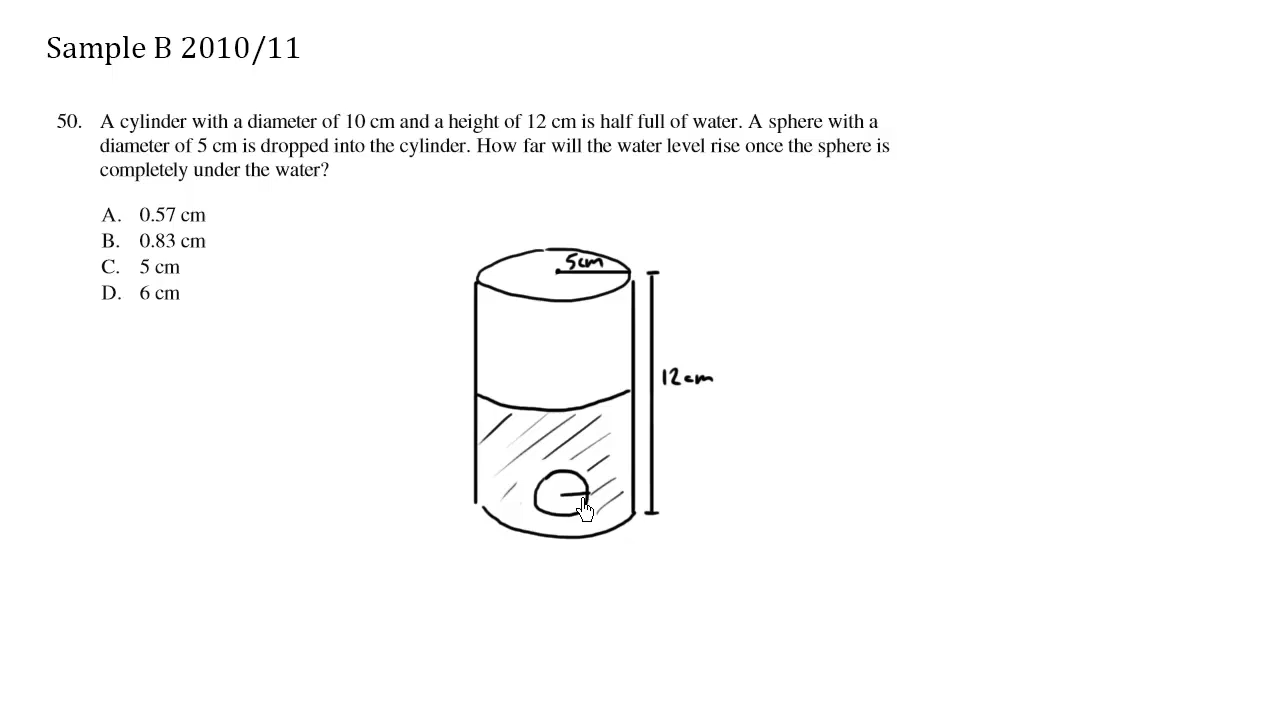 Sample B 2010/11
50. A cylinder with a diameter of 10 cm and a height of 12 cm is half full of water. A sphere with a
diameter of 5 cm is dropped into the cylinder. How far will the water level rise once the sphere is
completely under the water?
A. 0.57 cm
B. 0.83 cm
C. 5 cm
D. 6 cm
5cm
12cm